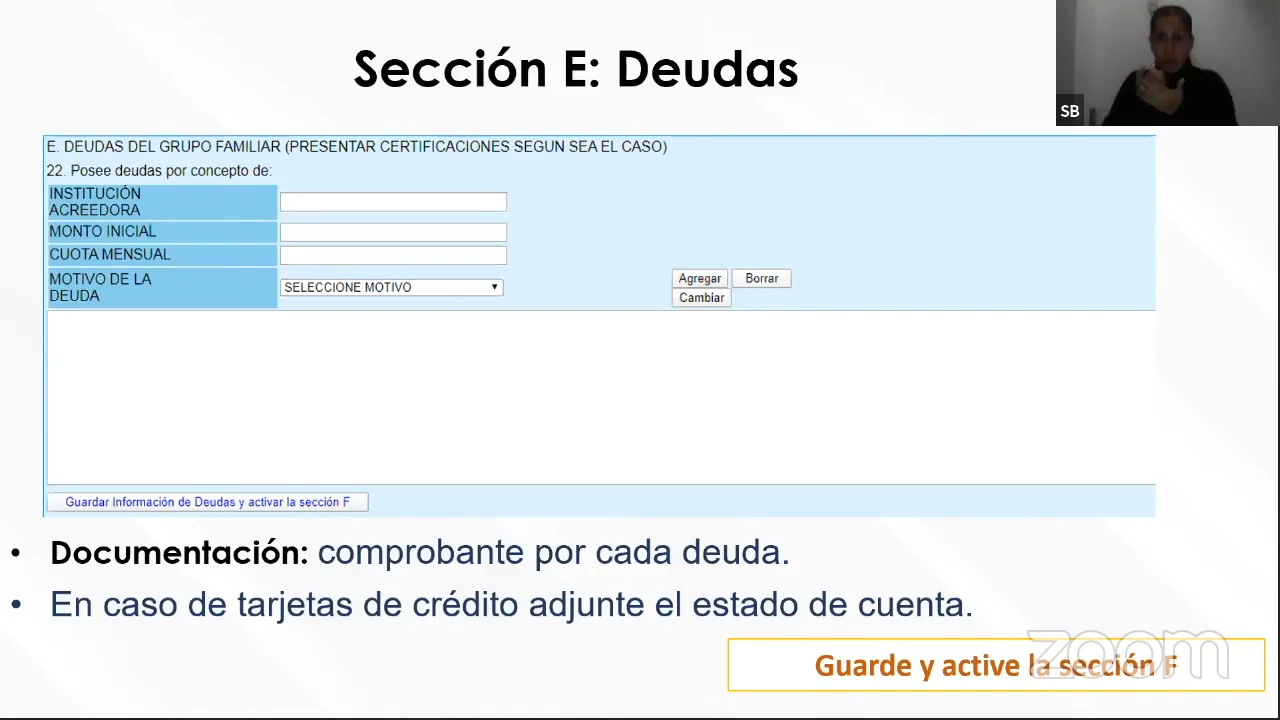 Sección E: Deudas
SB
E. DEUDAS DEL GRUPO FAMILIAR (PRESENTAR CERTIFICACIONES SEGUN SEA EL CASO)
22. Posee deudas por concepto de:
INSTITUCIÓN
ACREEDORA
MONTO INICIAL
CUOTA MENSUAL
MOTIVO DE LA
DEUDA
SELECCIONE MOTIVO
Agregar
Borrar
Cambiar
Guardar Información de Deudas y activar la sección F
• Documentación: comprobante por cada deuda.
• En caso de tarjetas de crédito adjunte el estado de cuenta.
Guarde y active la sección F
zoom